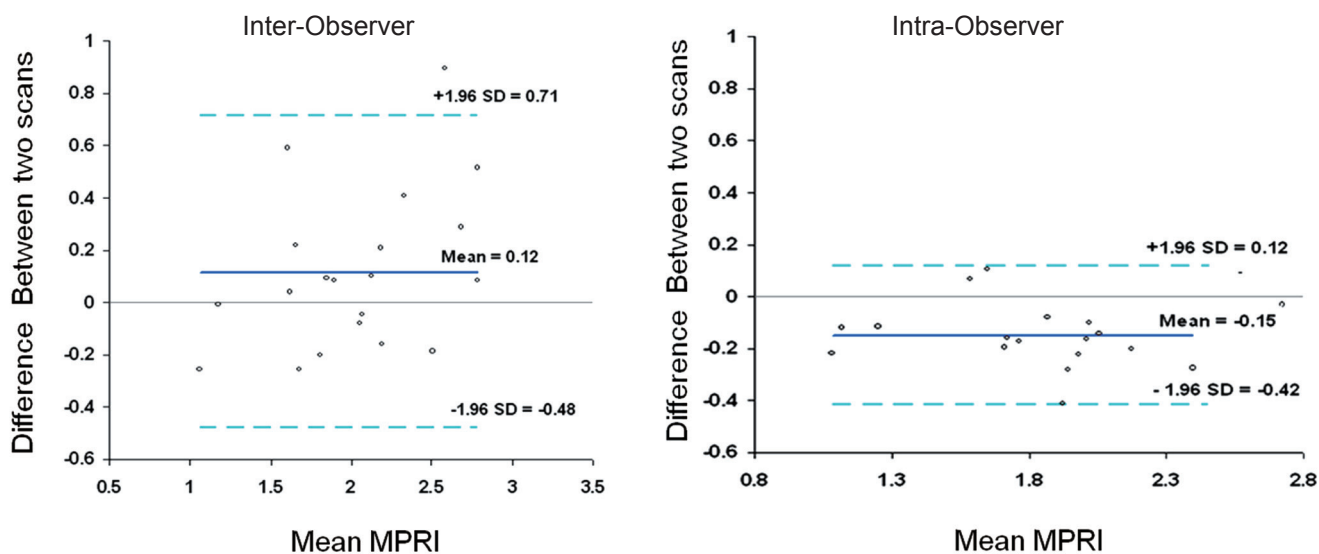 Inter-Observer
Difference Between two scans
1
0.8
0.6
0.4
0.2
0
-0.2
-0.4
-0.6
+1.96 SD = 0.71
Mean = 0.12
-1.96 SD = -0.48
0.5 1 1.5 2 2.5 3 3.5
Mean MPRI
Intra-Observer
Difference Between two scans
1
0.8
0.6
0.4
0.2
0
-0.2
-0.4
-0.6
+1.96 SD = 0.12
Mean = -0.15
- 1.96 SD = -0.42
0.8 1.3 1.8 2.3 2.8
Mean MPRI